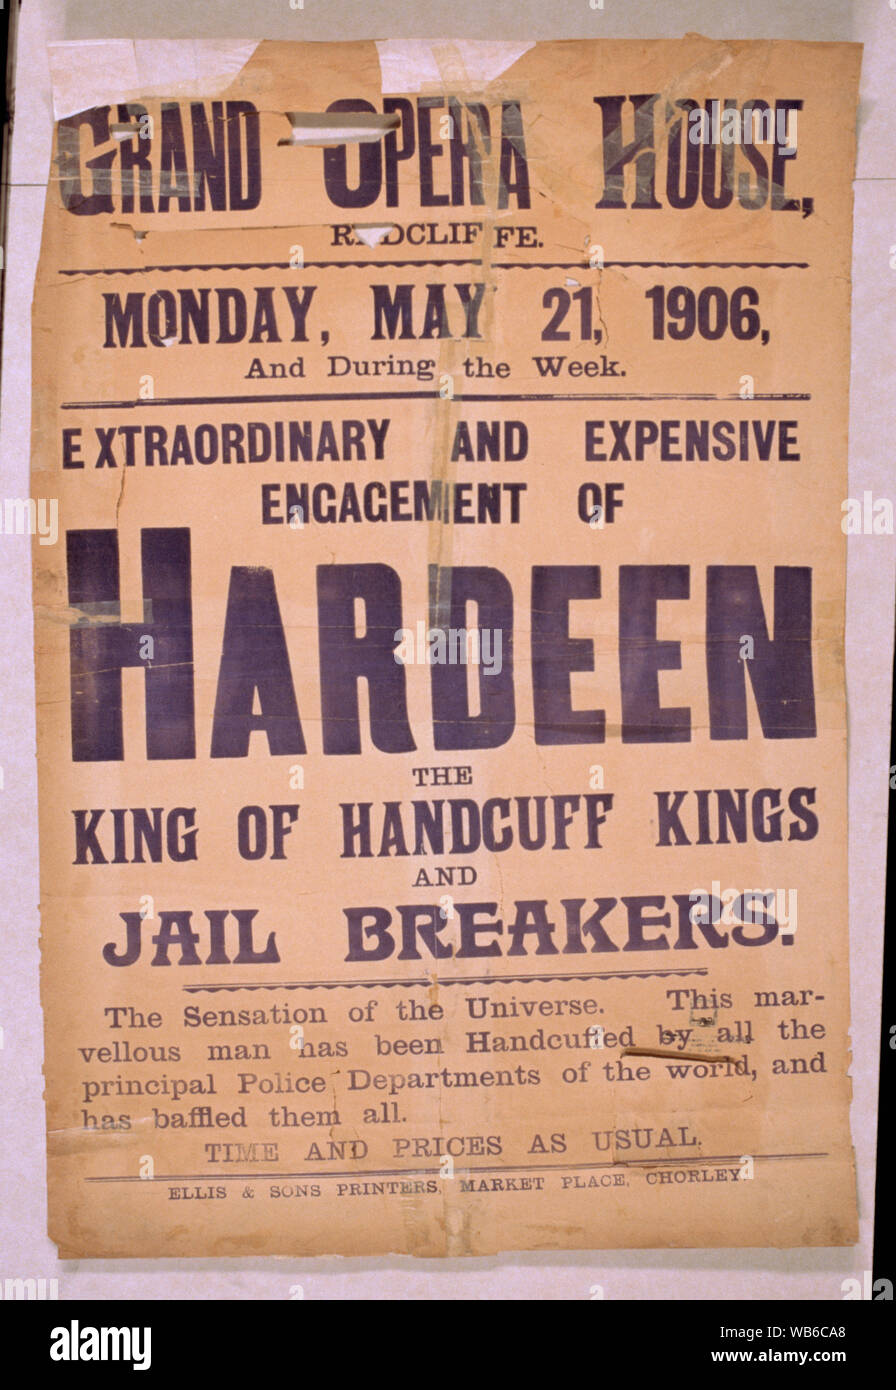 GRAND OPERA HOUSE,
RADCLIFFE.
MONDAY, MAY 21, 1906,
And During the Week.
EXTRAORDINARY AND EXPENSIVE
ENGAGEMENT OF
HARDEEN
THE
KING OF HANDCUFF KINGS
AND
JAIL BREAKERS.
The Sensation of the Universe. This mar-
vellous man has been Handcuffed by all the
principal Police Departments of the world, and
has baffled them all.
TIME AND PRICES AS USUAL.
ELLIS & SONS PRINTERS, MARKET PLACE, CHORLEY.
alamy
alamy
Image ID: WB6CA8
www.alamy.com